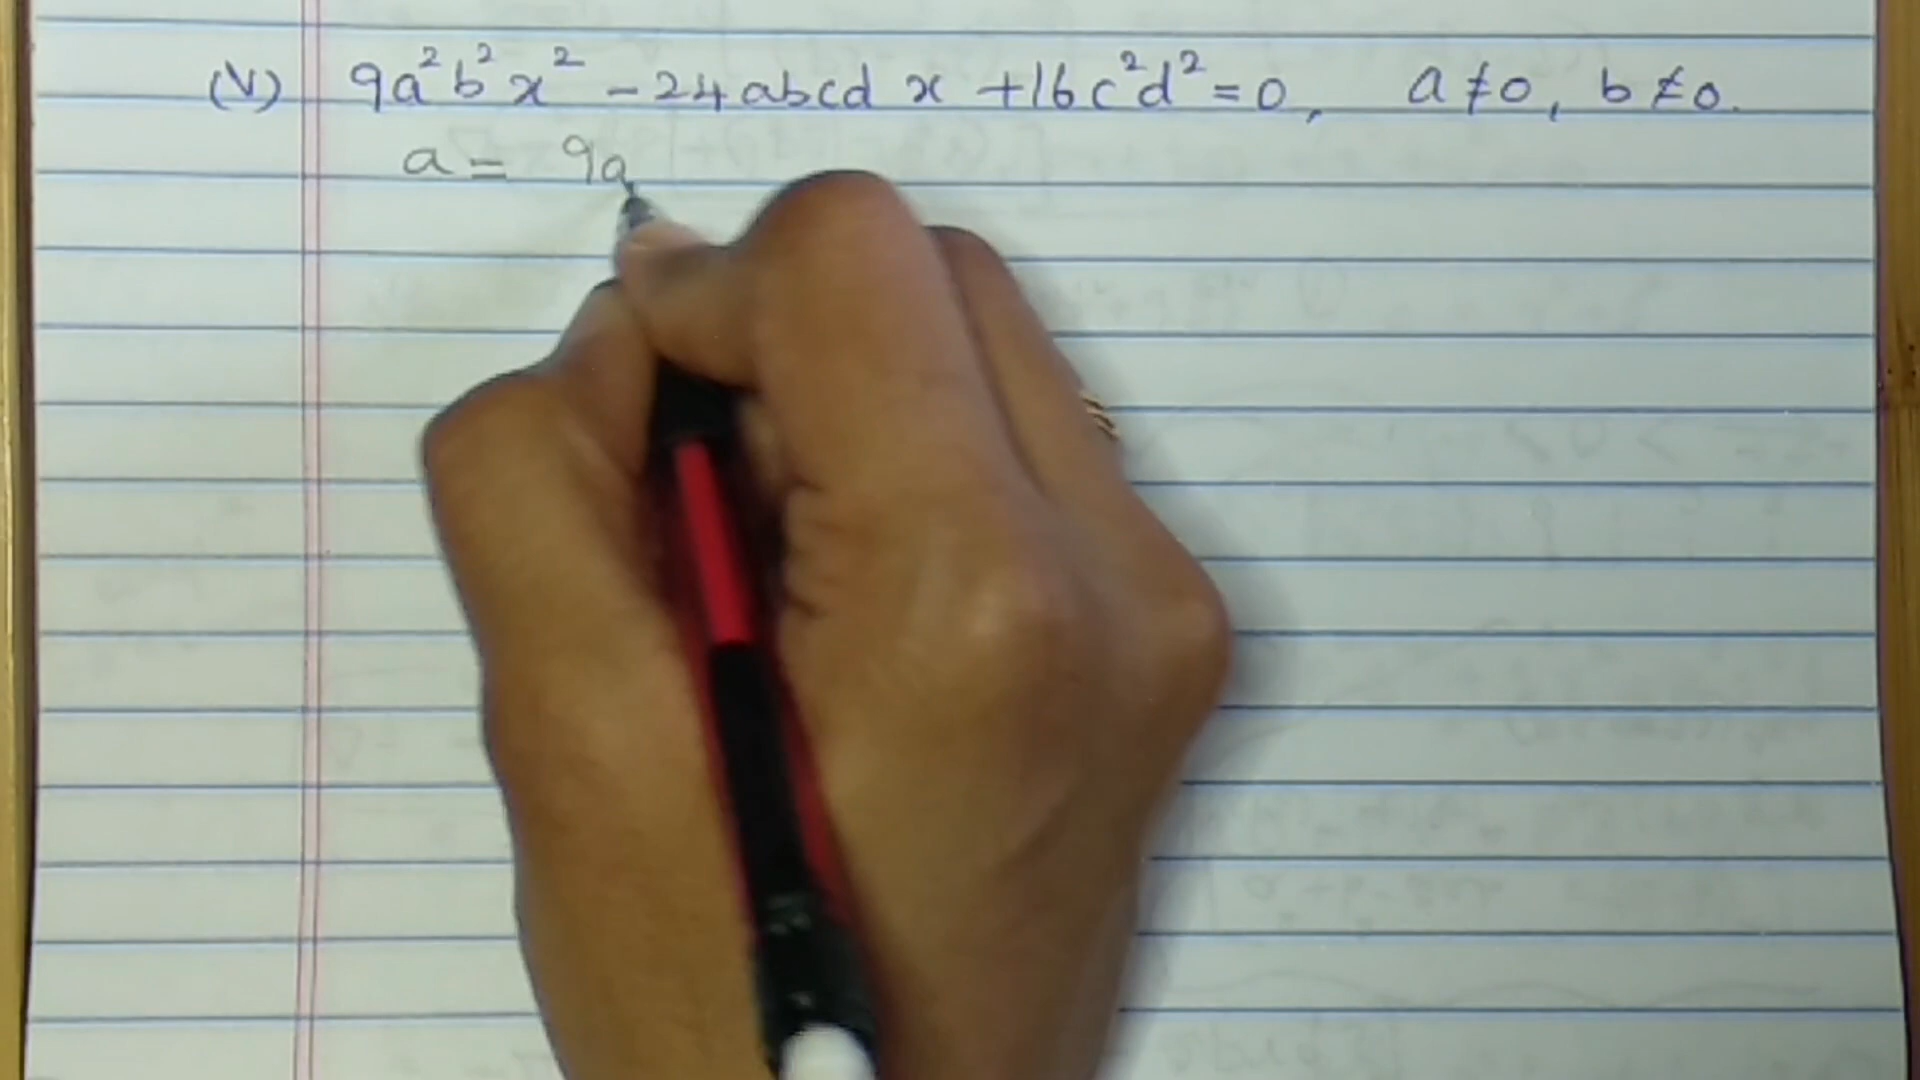 (V) 9a²b²x² - 24abcd x + 16c²d² = 0, a ≠ 0, b ≠ 0.
a = 9a